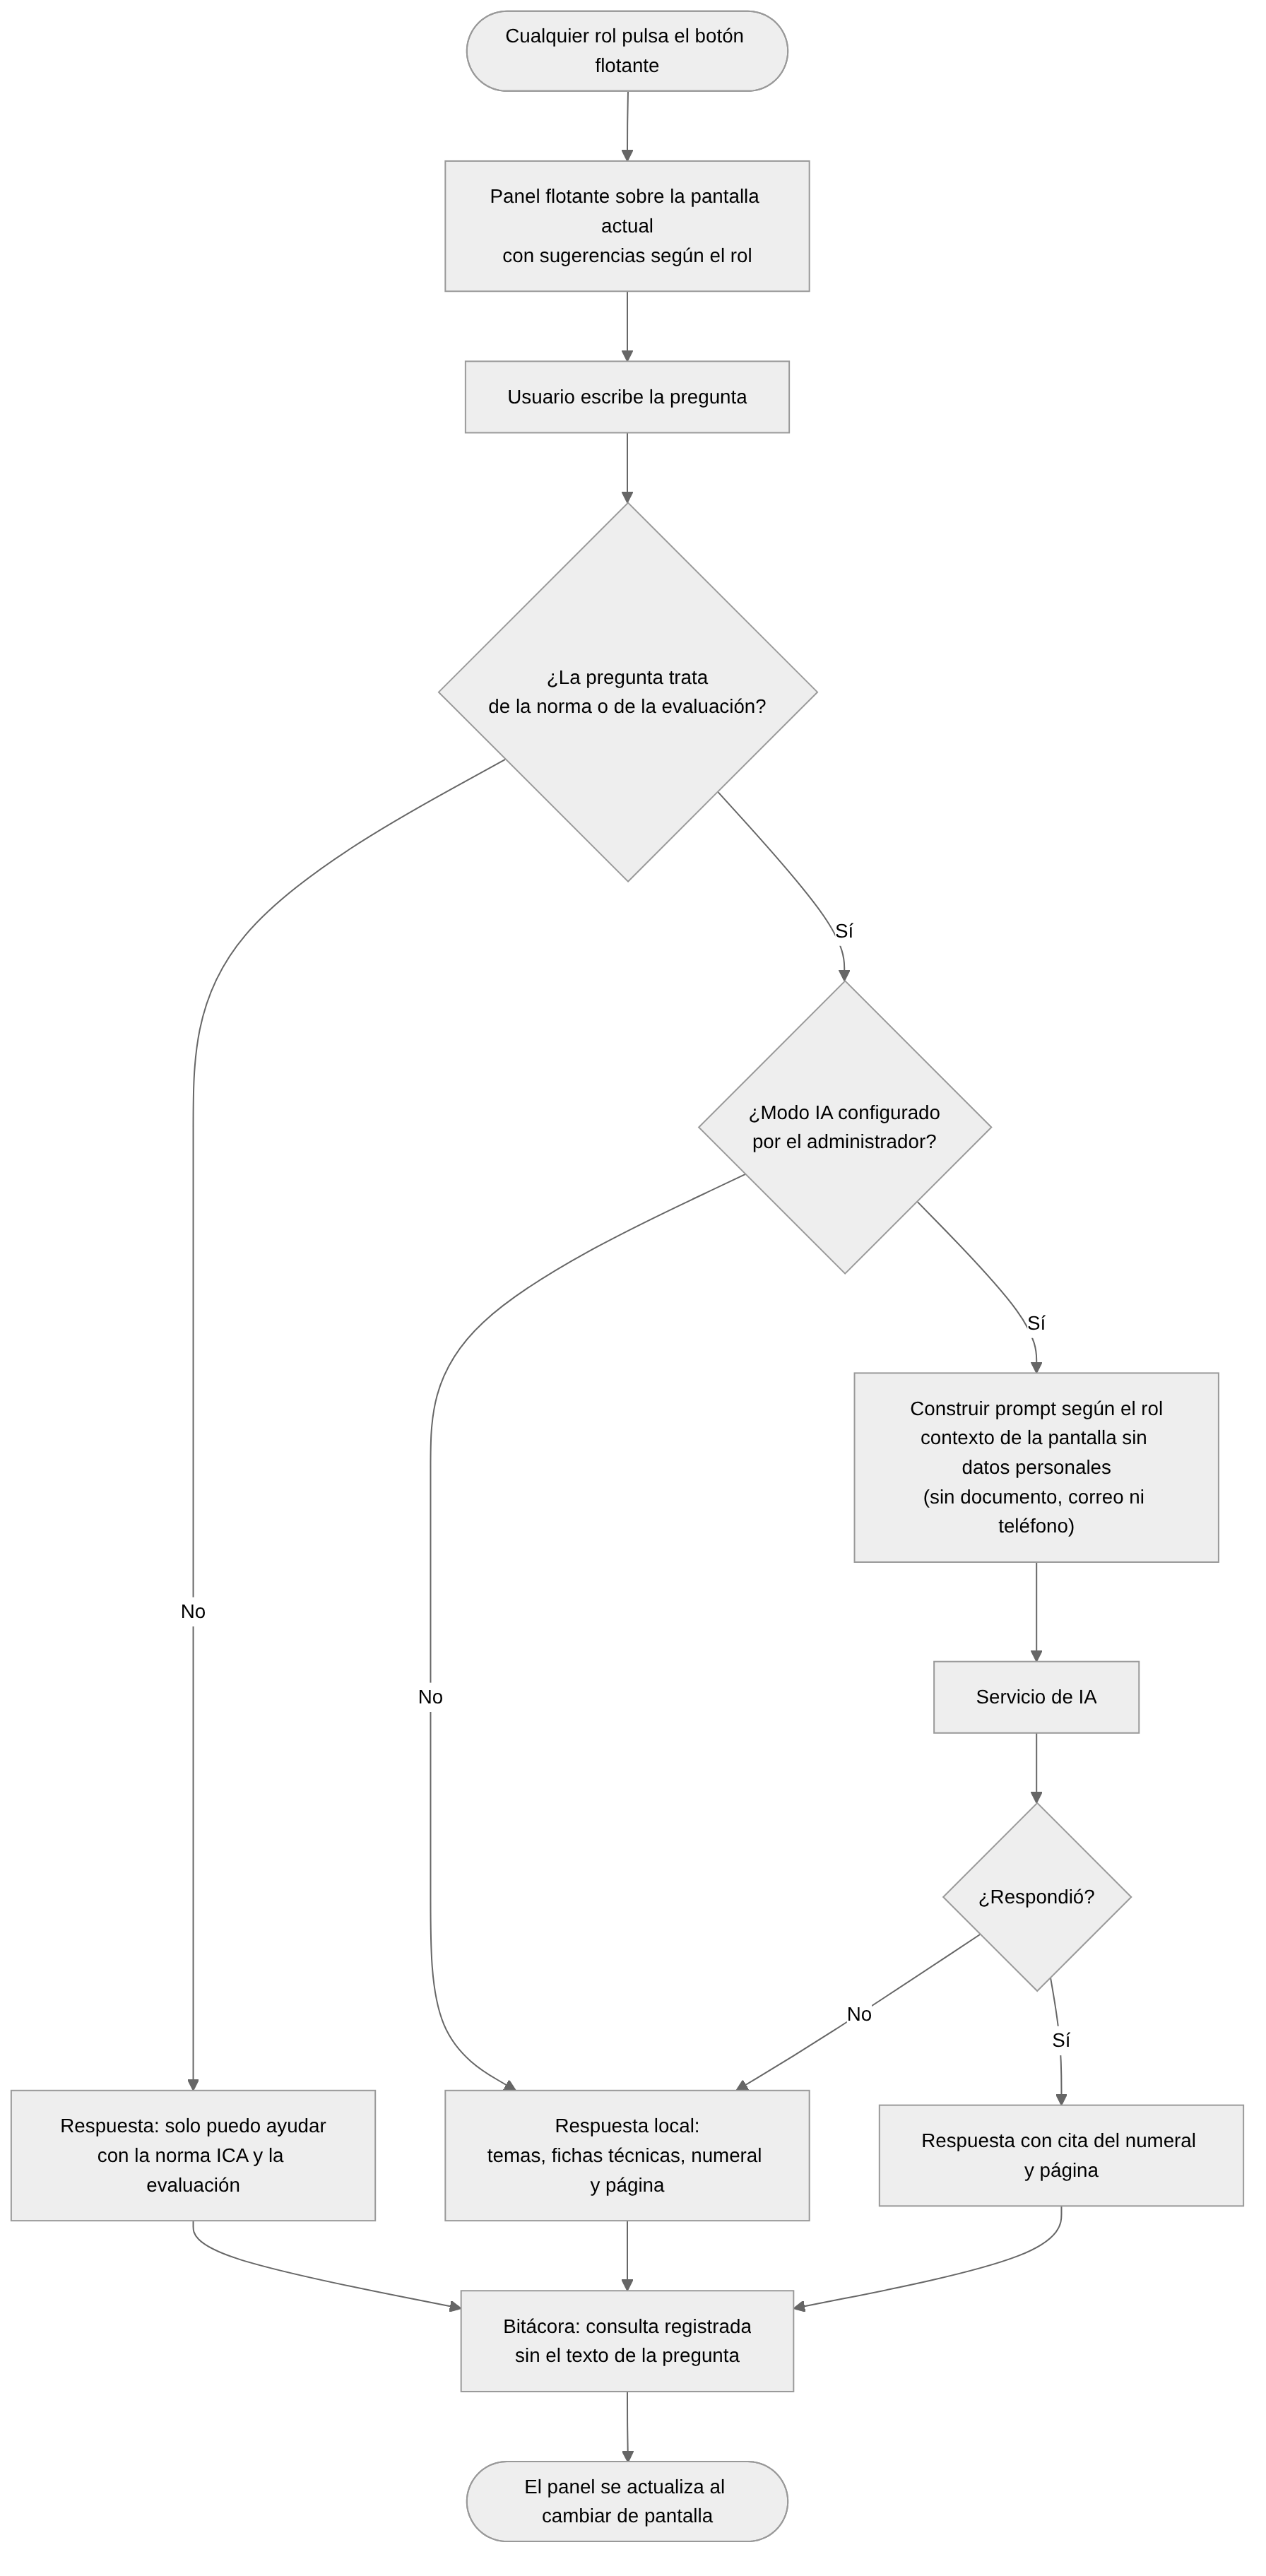 Cualquier rol pulsa el botón
flotante
Panel flotante sobre la pantalla
actual
con sugerencias según el rol
Usuario escribe la pregunta
¿La pregunta trata
de la norma o de la evaluación?
Sí
¿Modo IA configurado
por el administrador?
Sí
Construir prompt según el rol
contexto de la pantalla sin
datos personales
(sin documento, correo ni
teléfono)
No
No
Servicio de IA
¿Respondió?
No
Sí
Respuesta: solo puedo ayudar
con la norma ICA y la
evaluación
Respuesta local:
temas, fichas técnicas, numeral
y página
Respuesta con cita del numeral
y página
Bitácora: consulta registrada
sin el texto de la pregunta
El panel se actualiza al
cambiar de pantalla